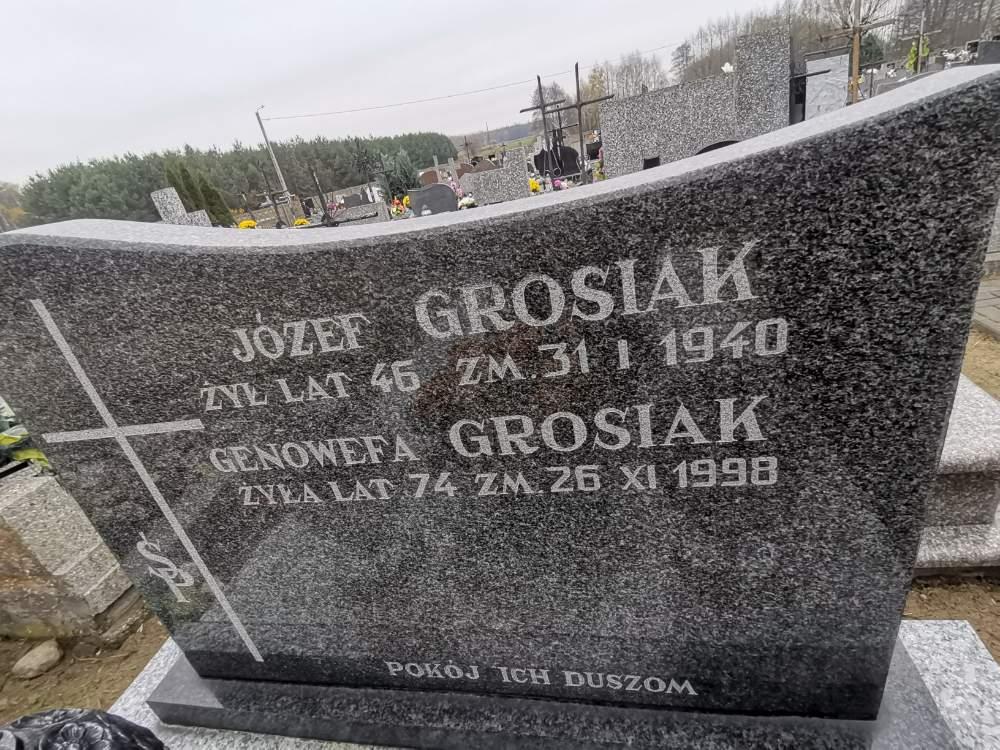 JÓZEF GROSIAK
ŻYŁ LAT 46 ZM. 31 I 1940
GENOWEFA GROSIAK
ŻYŁA LAT 74 ZM. 26 XI 1998
ŚP
POKÓJ ICH DUSZOM